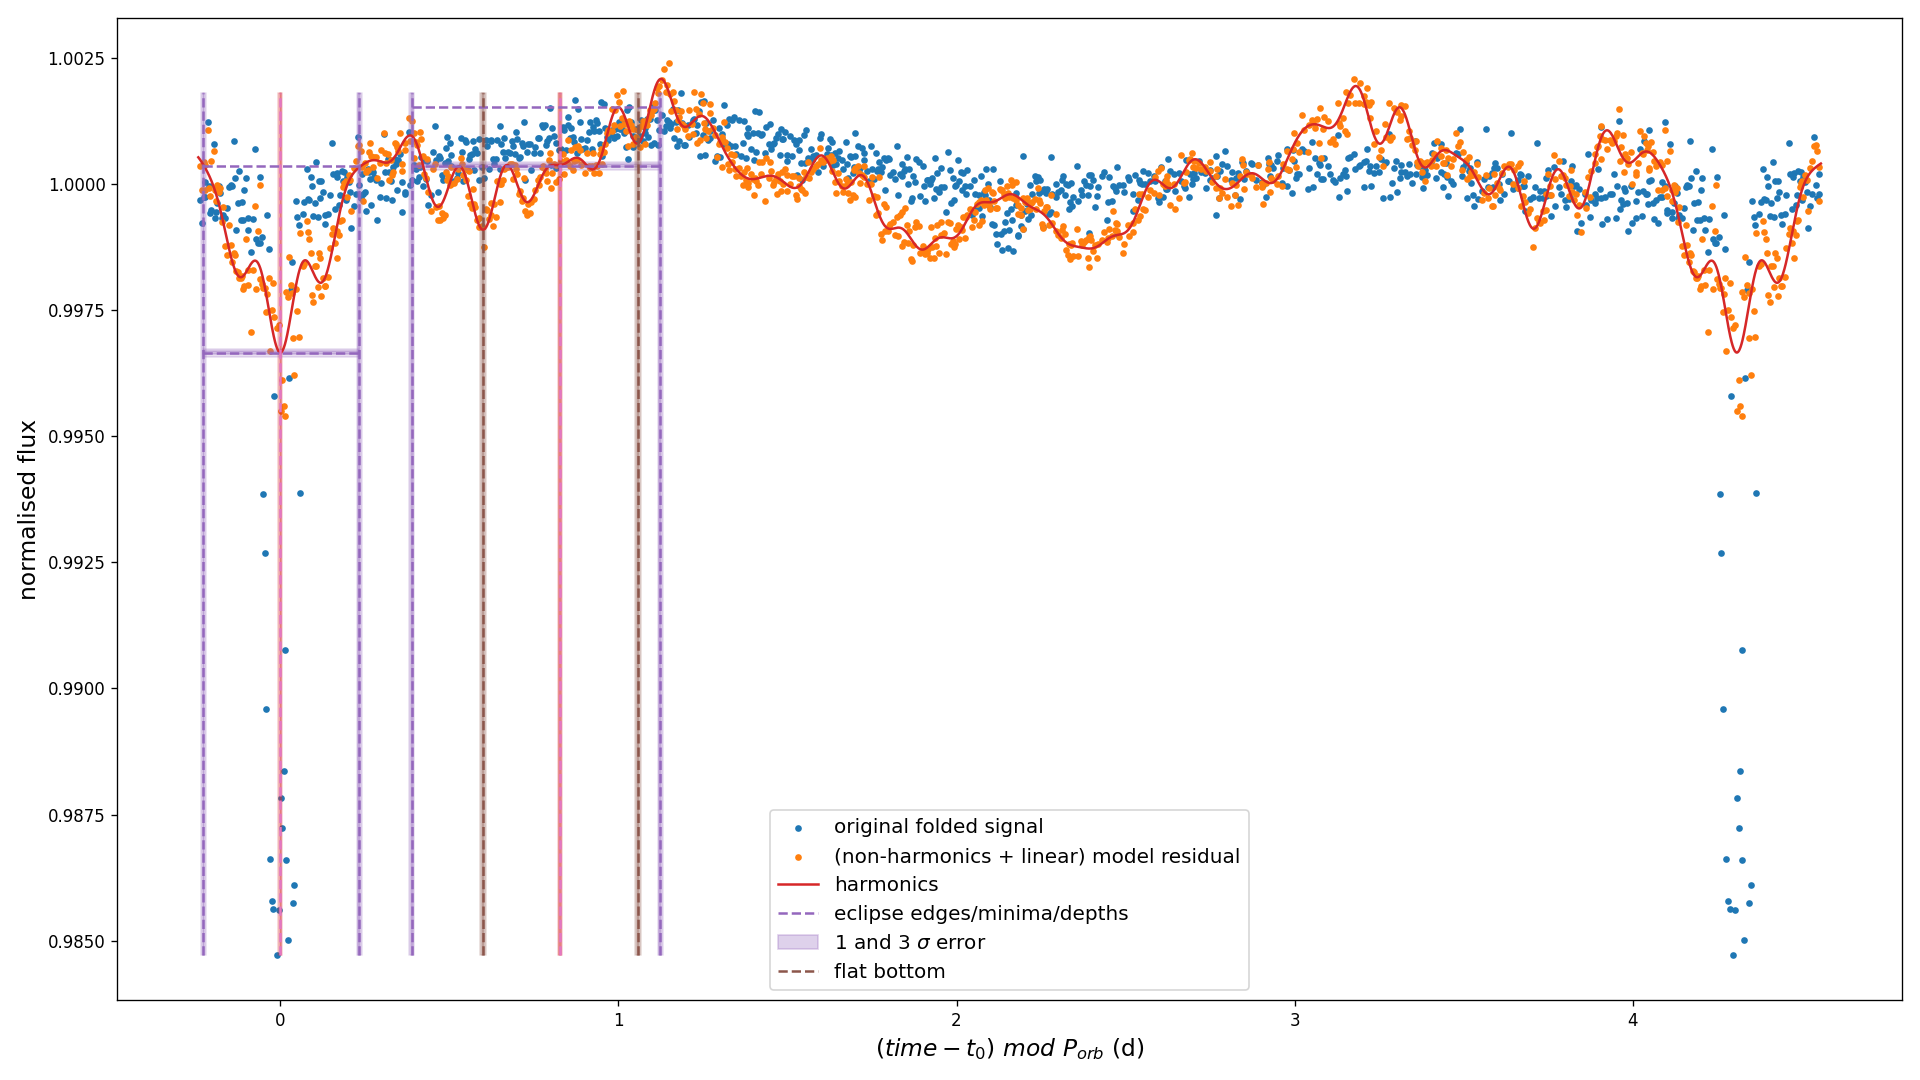 normalised flux
1.0025
1.0000
0.9975
0.9950
0.9925
0.9900
0.9875
0.9850
original folded signal
(non-harmonics + linear) model residual
harmonics
eclipse edges/minima/depths
1 and 3 σ error
flat bottom
0 1 2 3 4
(time − t₀) mod Pₒᵣb (d)